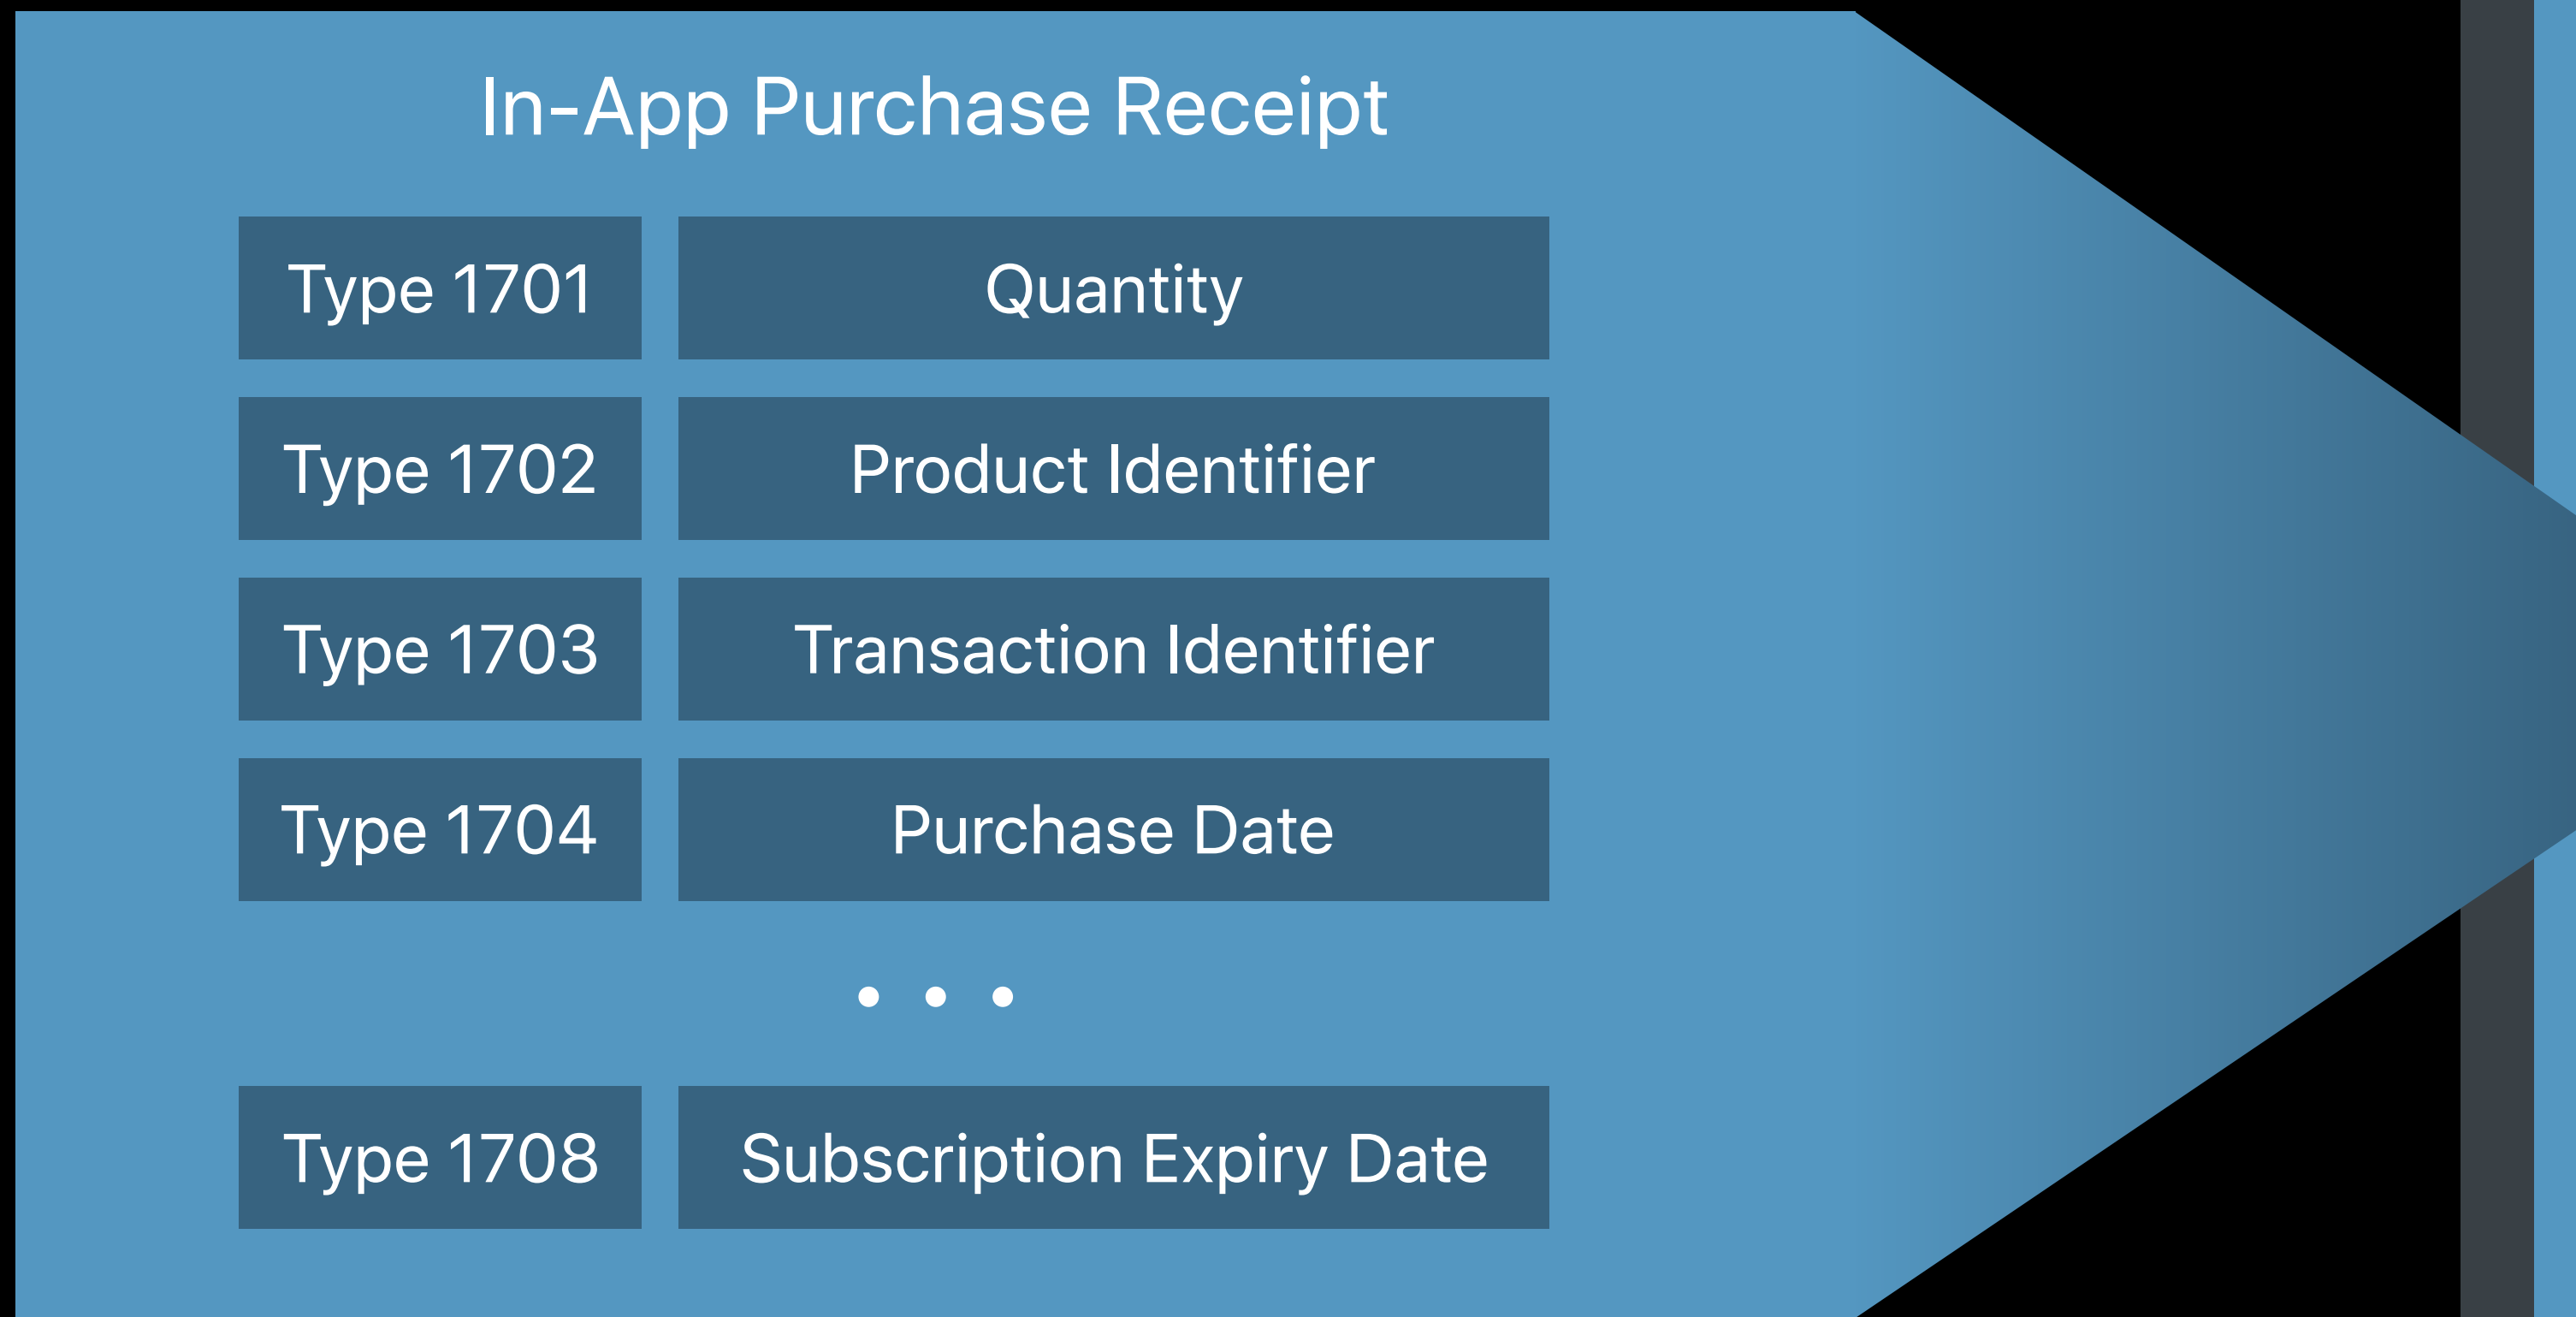 In-App Purchase Receipt
Type 1701 Quantity
Type 1702 Product Identifier
Type 1703 Transaction Identifier
Type 1704 Purchase Date
• • •
Type 1708 Subscription Expiry Date